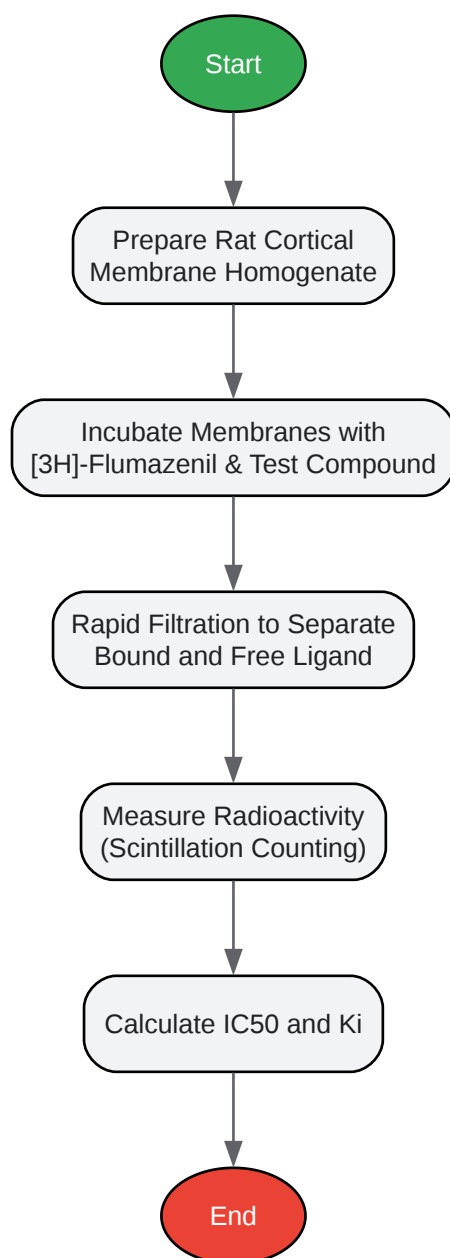 Start
Prepare Rat Cortical
Membrane Homogenate
Incubate Membranes with
[3H]-Flumazenil & Test Compound
Rapid Filtration to Separate
Bound and Free Ligand
Measure Radioactivity
(Scintillation Counting)
Calculate IC50 and Ki
End